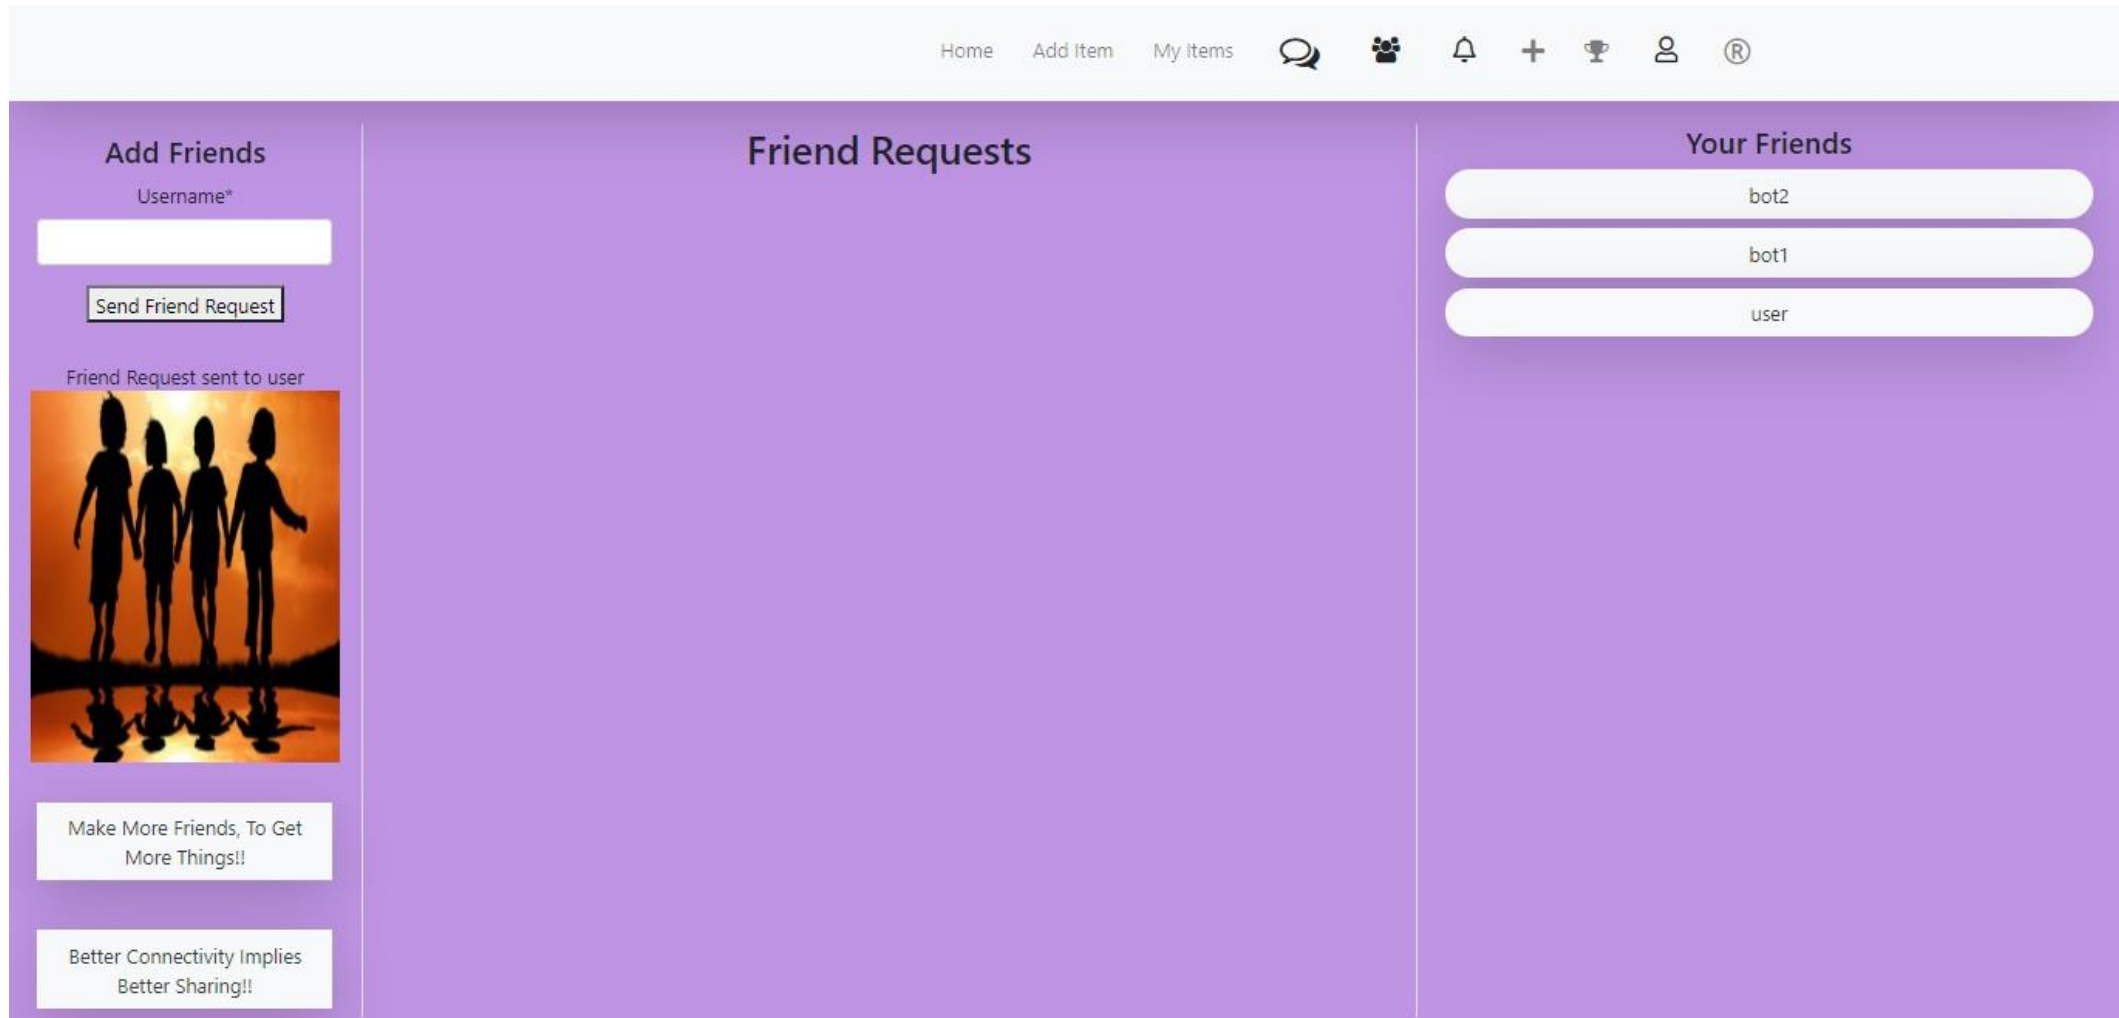 Home Add Item My Items ®
Add Friends
Username*
Send Friend Request
Friend Request sent to user
Make More Friends, To Get
More Things!!
Better Connectivity Implies
Better Sharing!!
Friend Requests
Your Friends
bot2
bot1
user